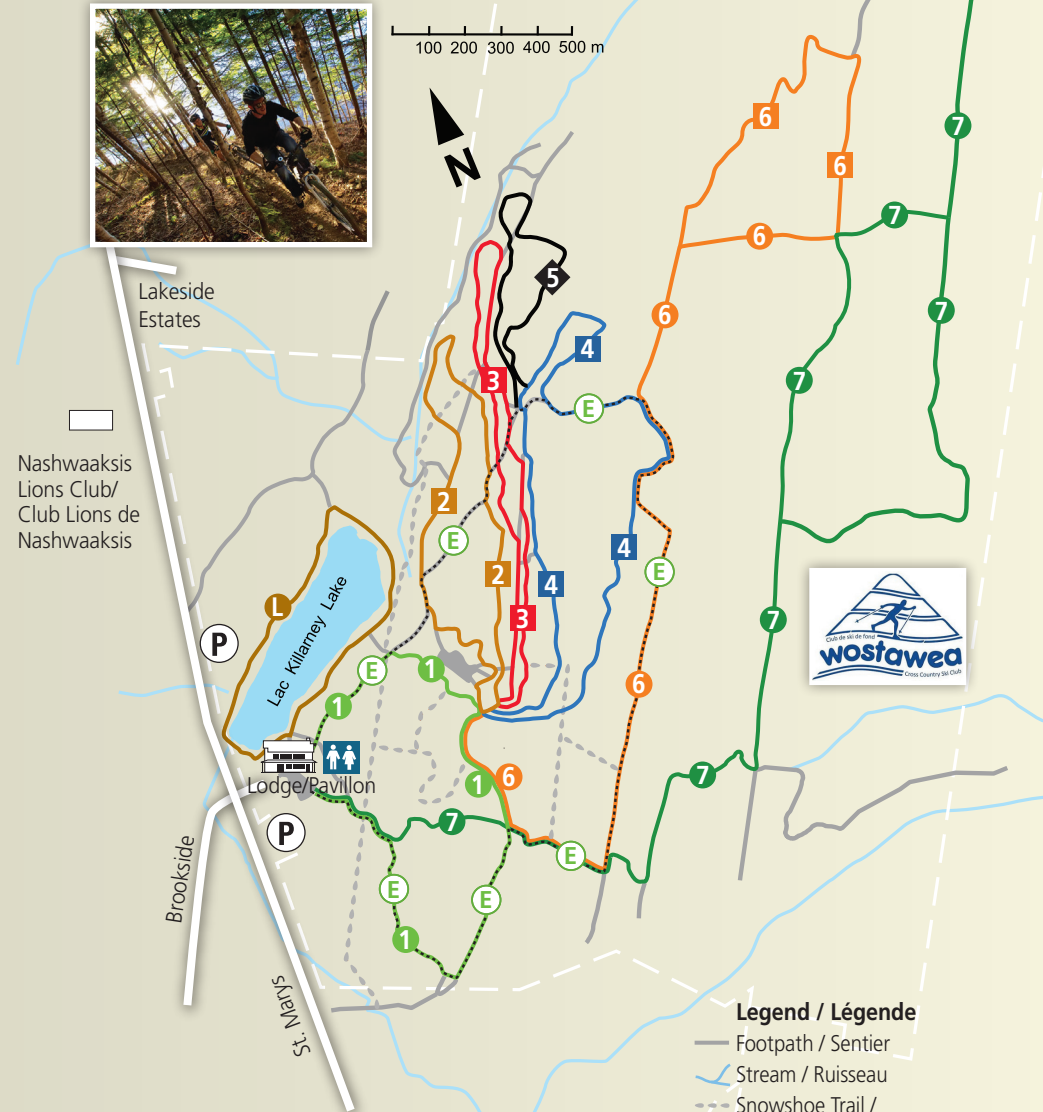 100 200 300 400 500 m
N
Lakeside
Estates
Nashwaaksis
Lions Club/
Club Lions de
Nashwaaksis
6
7
6
7
6
5
6
7
4
7
3
E
2
E
4
E
2
4
L
3
7
P
Lac Killarney Lake
1
E
6
1
Club de ski de fond
wostawea
Cross Country Ski Club
Lodge/Pavillon
1
6
7
P
7
E
Brookside
E
E
1
St. Marys
Legend / Légende
Footpath / Sentier
Stream / Ruisseau
Snowshoe Trail /